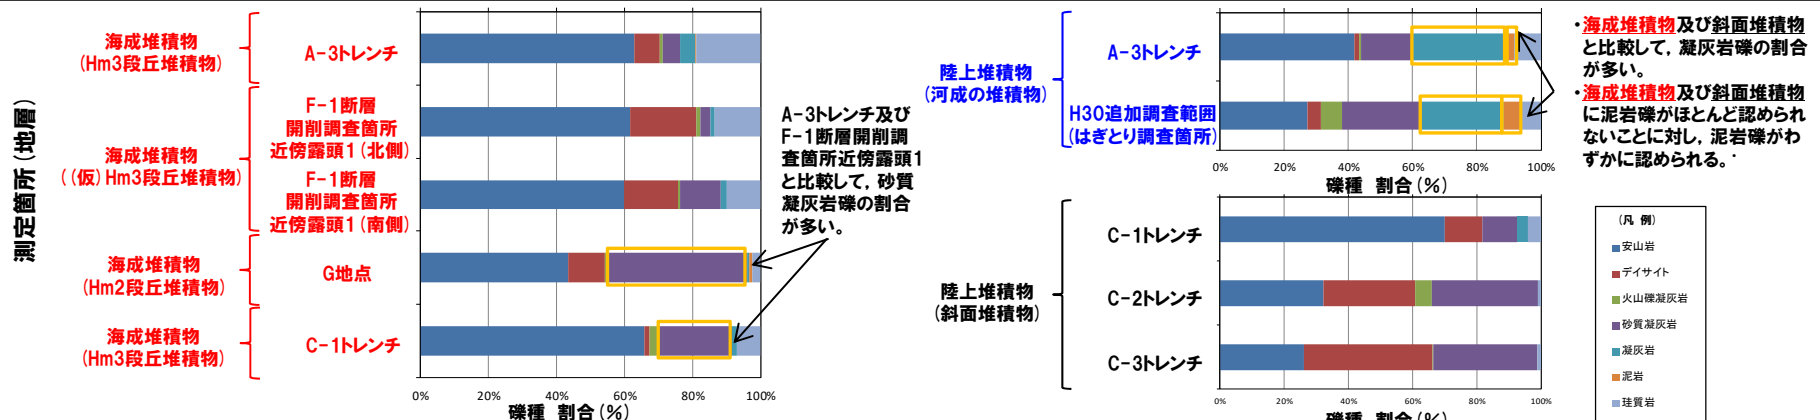 測定箇所(地層)
海成堆積物
(Hm3段丘堆積物)
A-3トレンチ
海成堆積物
((仮)Hm3段丘堆積物)
F-1断層
開削調査箇所
近傍露頭1(北側)
F-1断層
開削調査箇所
近傍露頭1(南側)
海成堆積物
(Hm2段丘堆積物)
G地点
海成堆積物
(Hm3段丘堆積物)
C-1トレンチ
0% 20% 40% 60% 80% 100%
礫種 割合(%)
A-3トレンチ及び
F-1断層開削調
査箇所近傍露頭1
と比較して,砂質
凝灰岩礫の割合
が多い。
陸上堆積物
(河成の堆積物)
A-3トレンチ
H30追加調査範囲
(はぎとり調査箇所)
0% 20% 40% 60% 80% 100%
礫種 割合(%)
・海成堆積物及び斜面堆積物
と比較して,凝灰岩礫の割合
が多い。
・海成堆積物及び斜面堆積物
に泥岩礫がほとんど認められ
ないことに対し,泥岩礫がわ
ずかに認められる。
陸上堆積物
(斜面堆積物)
C-1トレンチ
C-2トレンチ
C-3トレンチ
0% 20% 40% 60% 80% 100%
礫種 割合(%)
(凡 例)
安山岩
デイサイト
火山礫凝灰岩
砂質凝灰岩
凝灰岩
泥岩
珪質岩